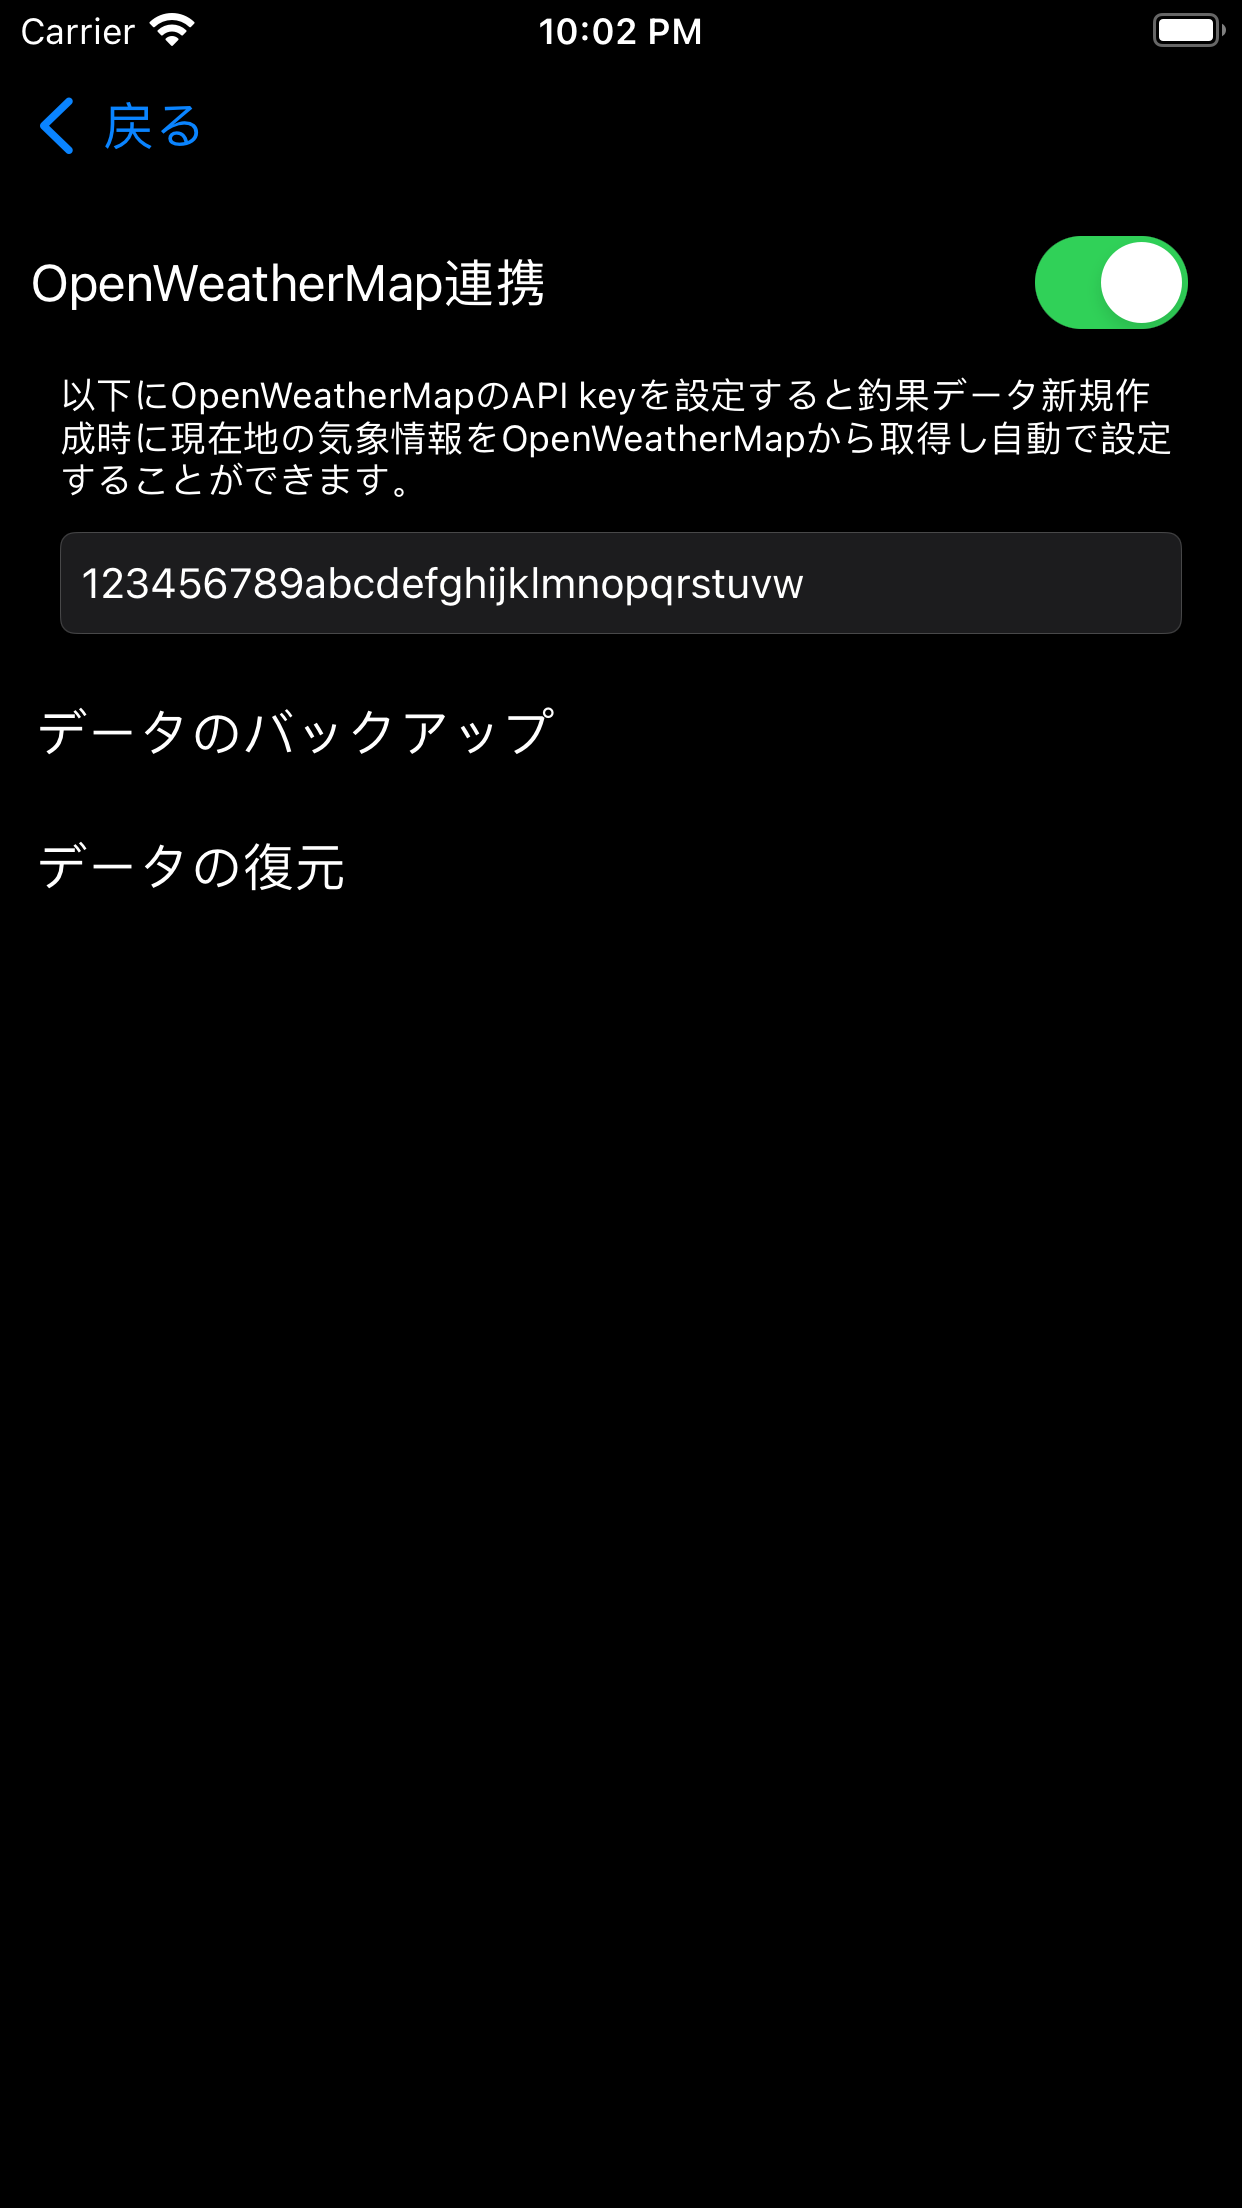 Carrier 10:02 PM
戻る
OpenWeatherMap連携
以下にOpenWeatherMapのAPI keyを設定すると釣果データ新規作
成時に現在地の気象情報をOpenWeatherMapから取得し自動で設定
することができます。
123456789abcdefghijklmnopqrstuvw
データのバックアップ
データの復元